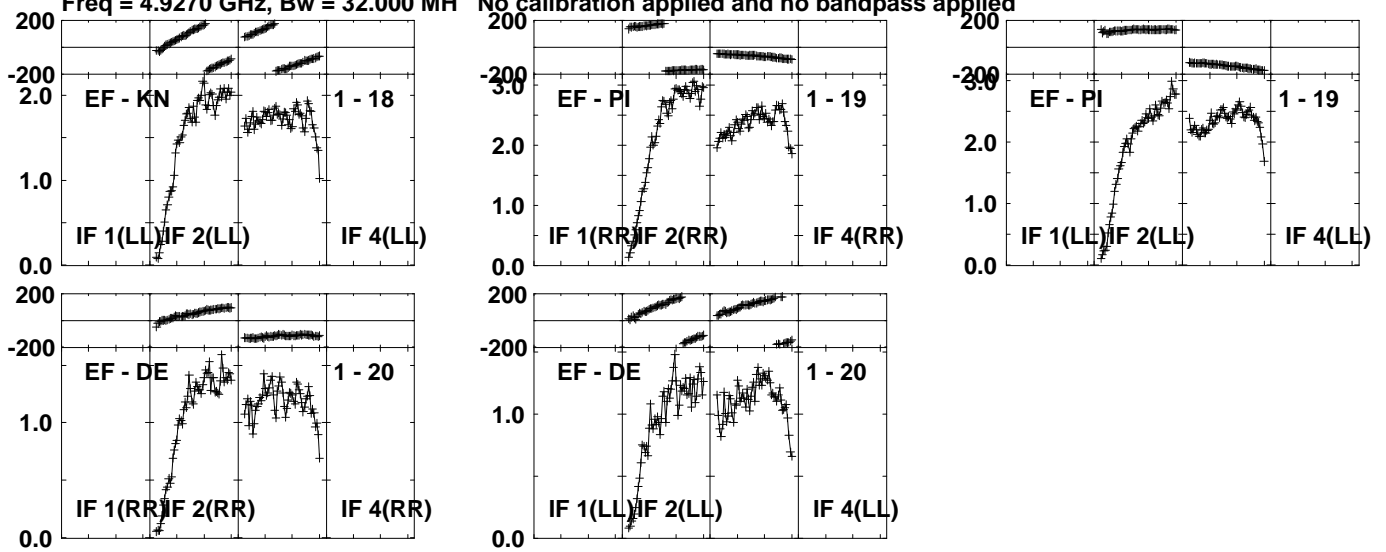 Freq = 4.9270 GHz, Bw = 32.000 MH No calibration applied and no bandpass applied
200
-200
2.0
1.0
0.0
EF - KN
1 - 18
IF 1(LL)
IF 2(LL)
IF 4(LL)
200
-200
3.0
2.0
1.0
0.0
EF - PI
1 - 19
IF 1(RR)
IF 2(RR)
IF 4(RR)
200
-200
3.0
2.0
1.0
0.0
EF - PI
1 - 19
IF 1(LL)
IF 2(LL)
IF 4(LL)
200
-200
1.0
0.0
EF - DE
1 - 20
IF 1(RR)
IF 2(RR)
IF 4(RR)
200
-200
1.0
0.0
EF - DE
1 - 20
IF 1(LL)
IF 2(LL)
IF 4(LL)